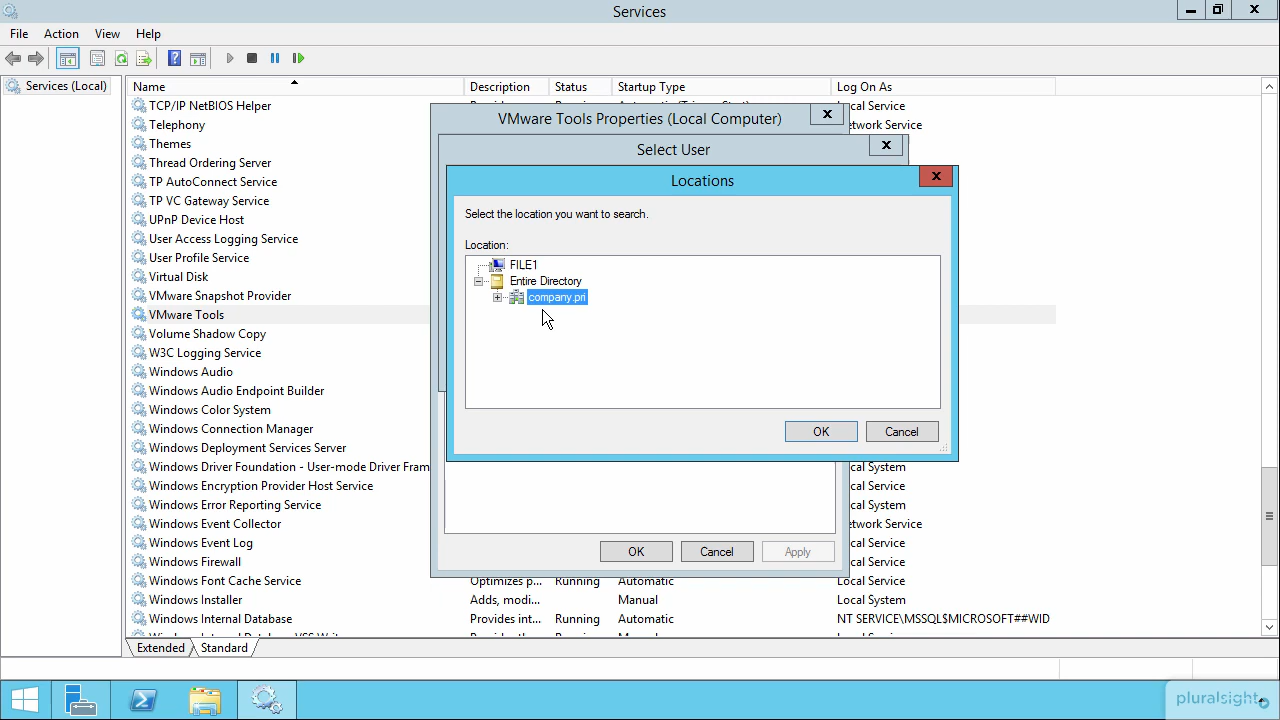 Services
File Action View Help
Services (Local)
Name Description Status Startup Type Log On As
TCP/IP NetBIOS Helper Local Service
Telephony Network Service
Themes
Thread Ordering Server
TP AutoConnect Service
TP VC Gateway Service
UPnP Device Host
User Access Logging Service
User Profile Service
Virtual Disk
VMware Snapshot Provider
VMware Tools
Volume Shadow Copy
W3C Logging Service
Windows Audio
Windows Audio Endpoint Builder
Windows Color System
Windows Connection Manager
Windows Deployment Services Server
Windows Driver Foundation - User-mode Driver Fram Local System
Windows Encryption Provider Host Service Local System
Windows Error Reporting Service Local System
Windows Event Collector Network Service
Windows Event Log Local Service
Windows Firewall Local Service
Windows Font Cache Service Optimizes p... Running Automatic Local Service
Windows Installer Adds, modi... Manual Local System
Windows Internal Database Provides int... Running Automatic NT SERVICE\MSSQL$MICROSOFT##WID
Extended Standard
VMware Tools Properties (Local Computer)
Select User
Locations
Select the location you want to search.
Location:
FILE1
Entire Directory
company.pri
OK Cancel
OK Cancel Apply
pluralsight